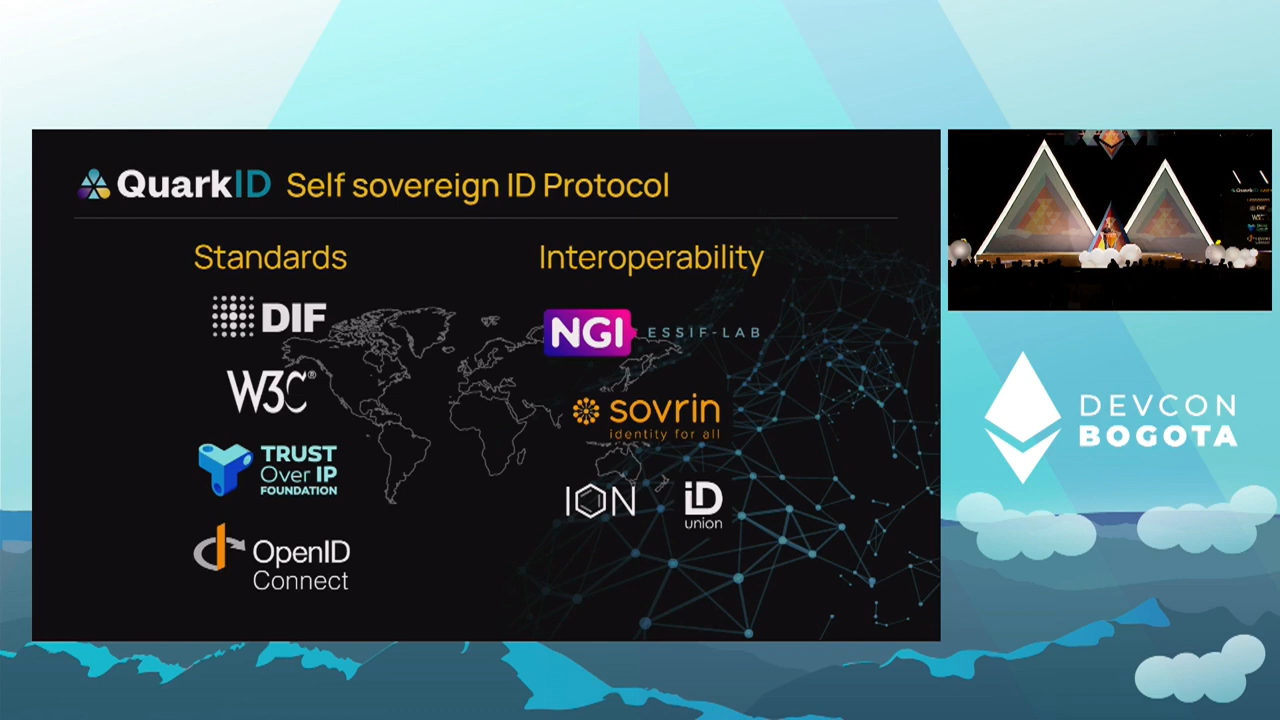 QuarkID Self sovereign ID Protocol
Standards
DIF
W3C®
TRUST
Over IP
FOUNDATION
OpenID
Connect
Interoperability
NGI ESSIF-LAB
sovrin
identity for all
ION
iD
union
DEVCON
BOGOTA